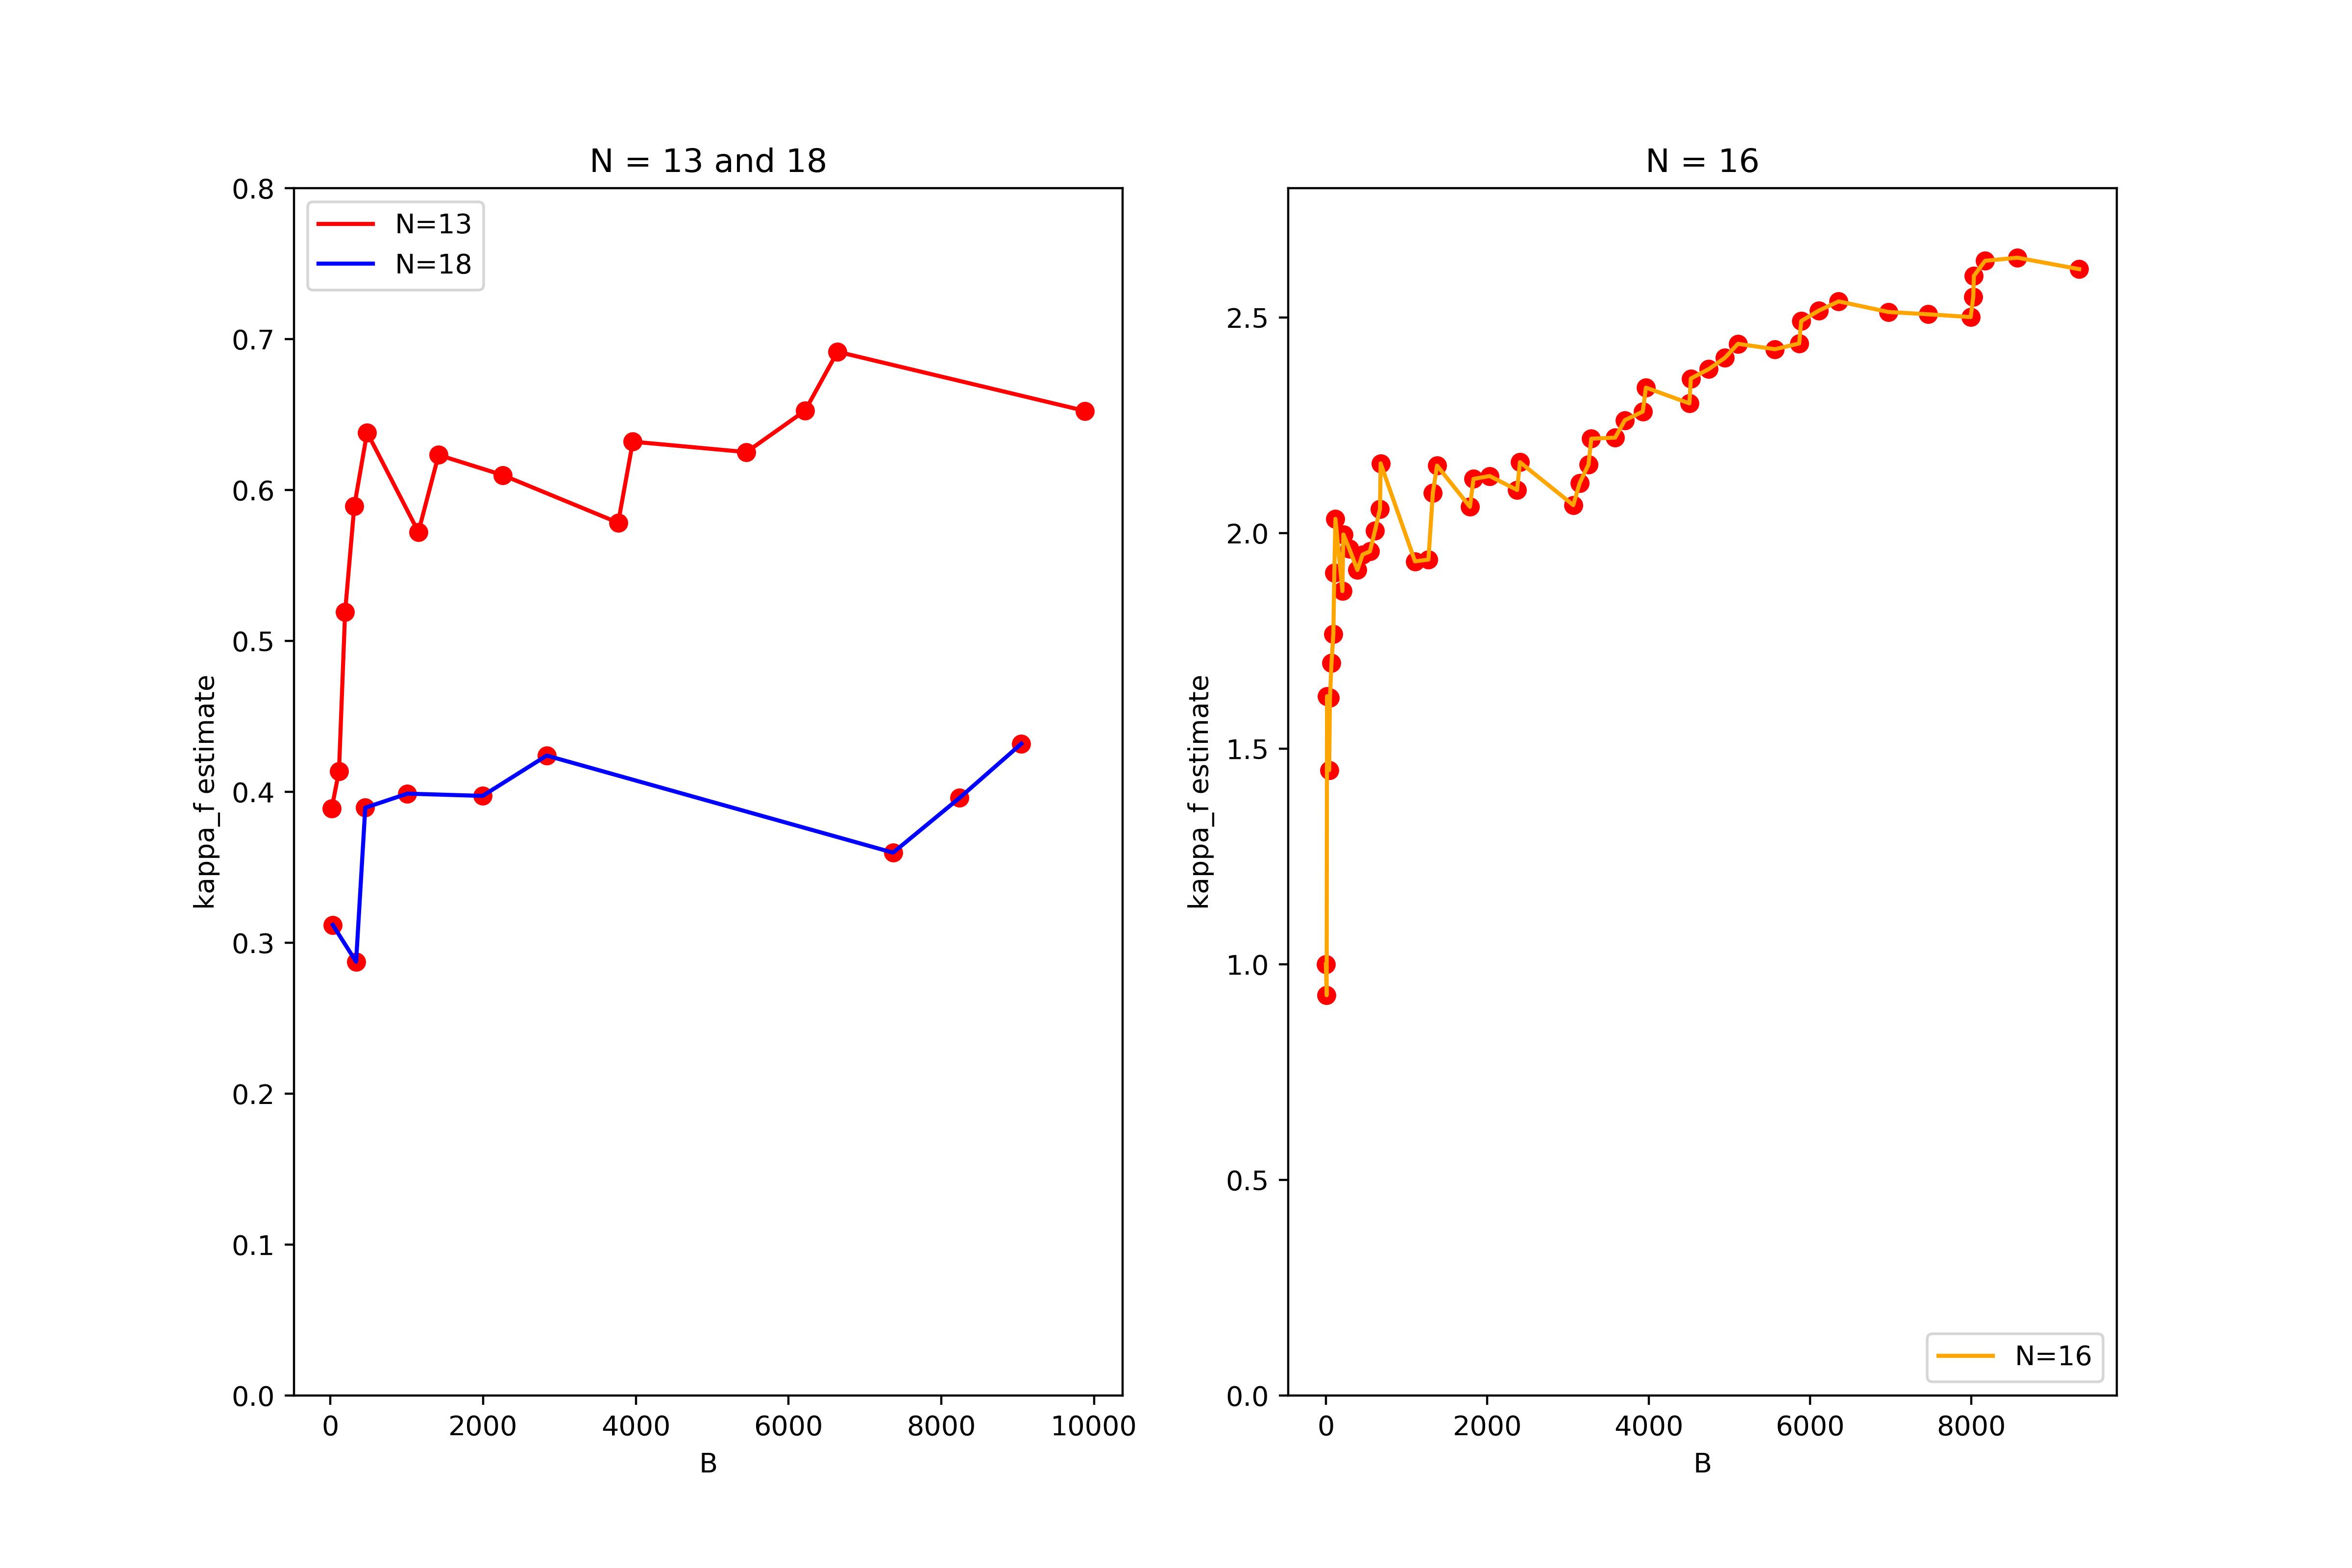 N = 13 and 18
N=13
N=18
0.8
0.7
0.6
0.5
0.4
0.3
0.2
0.1
0.0
kappa_f estimate
0 2000 4000 6000 8000 10000
B
N = 16
2.5
2.0
1.5
1.0
0.5
0.0
kappa_f estimate
N=16
0 2000 4000 6000 8000
B